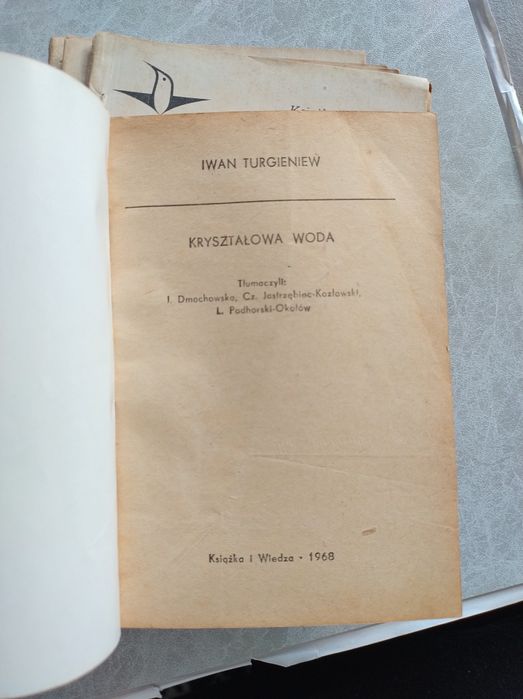 IWAN TURGIENIEW
KRYSZTAŁOWA WODA
Tłumaczyli:
I. Dmochowska, Cz. Jastrzębiec-Kozłowski,
L. Podhorski-Okołów
Książka i Wiedza • 1968